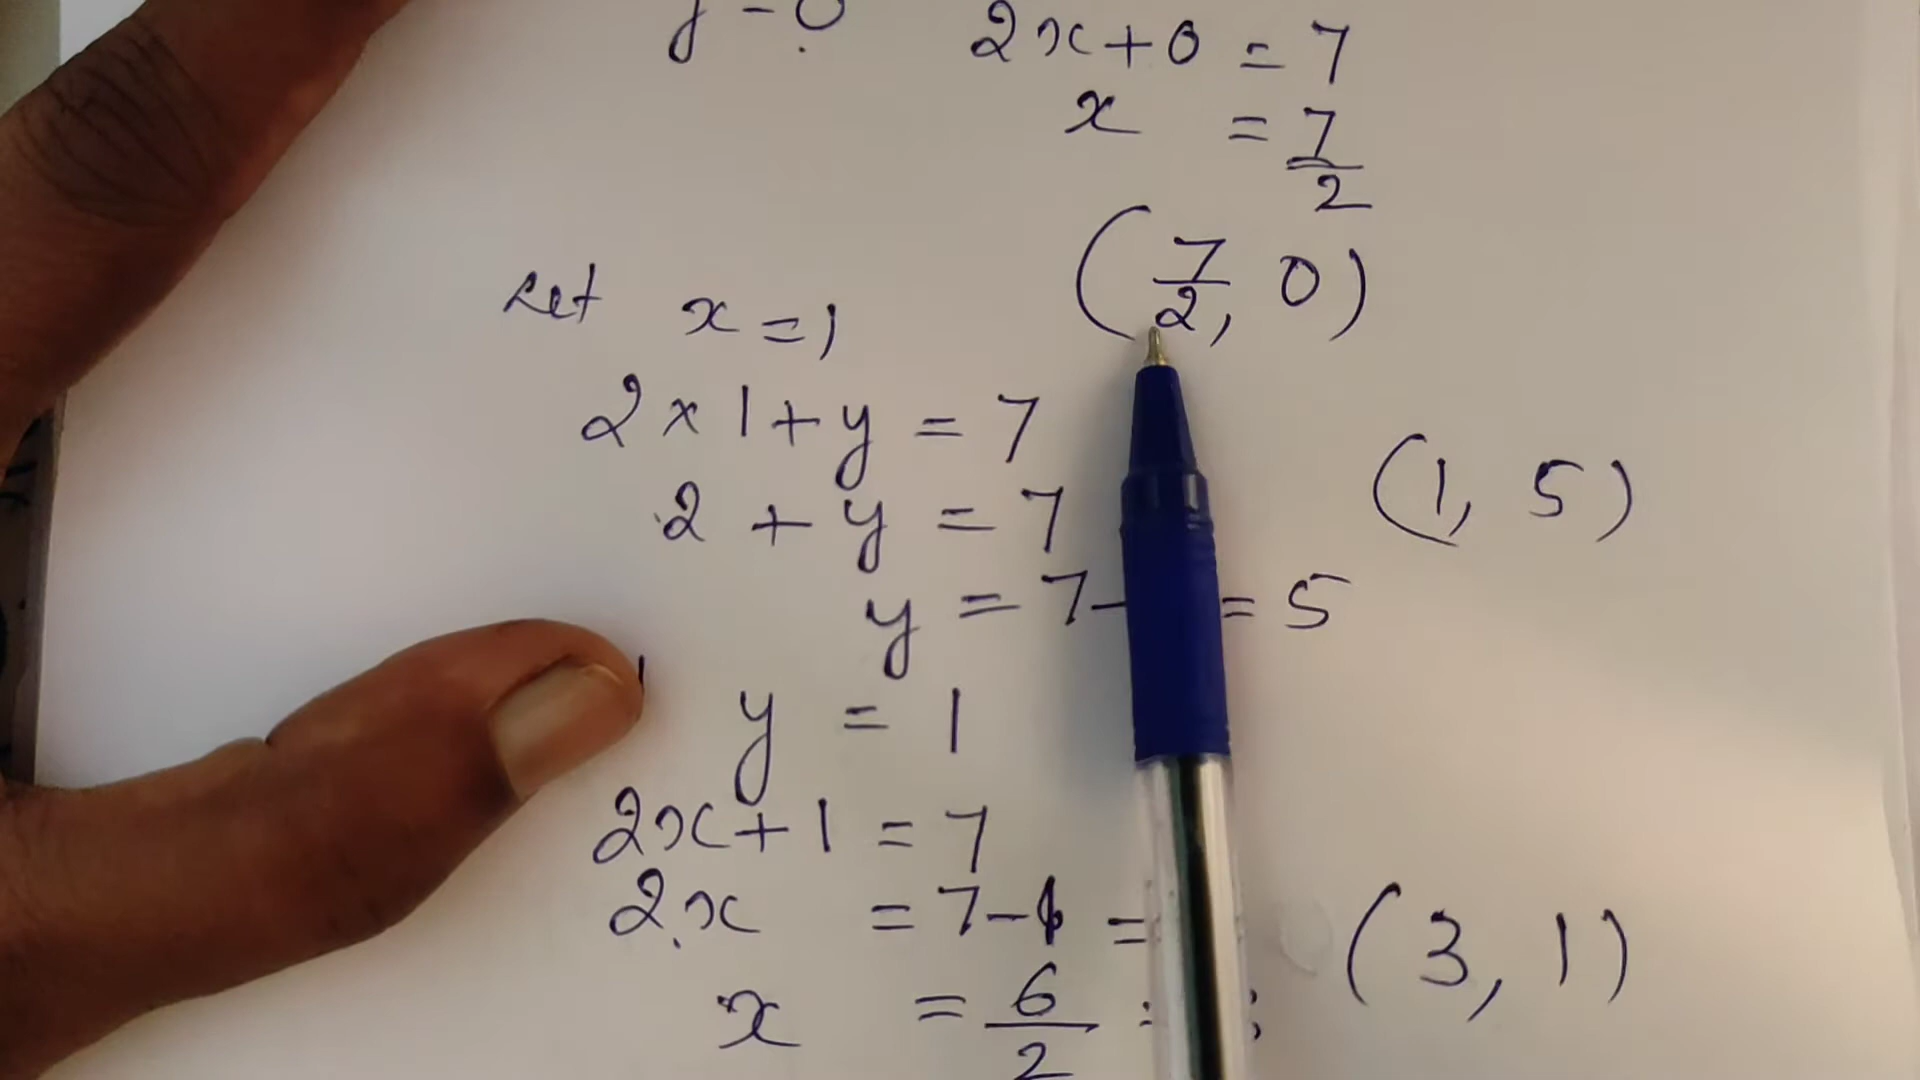 y = 0 2x + 0 = 7
x = 7/2
(7/2, 0)
Let x = 1
2 × 1 + y = 7
2 + y = 7 (1, 5)
y = 7 - = 5
y = 1
2x + 1 = 7
2x = 7 - 1 = (3, 1)
x = 6/2 =